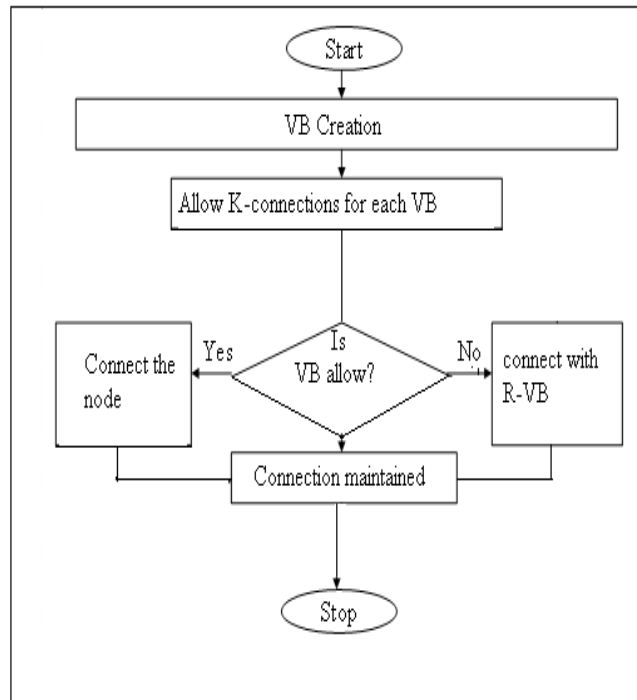 Start
VB Creation
Allow K-connections for each VB
Is
VB allow?
Yes
No
Connect the
node
connect with
R-VB
Connection maintained
Stop